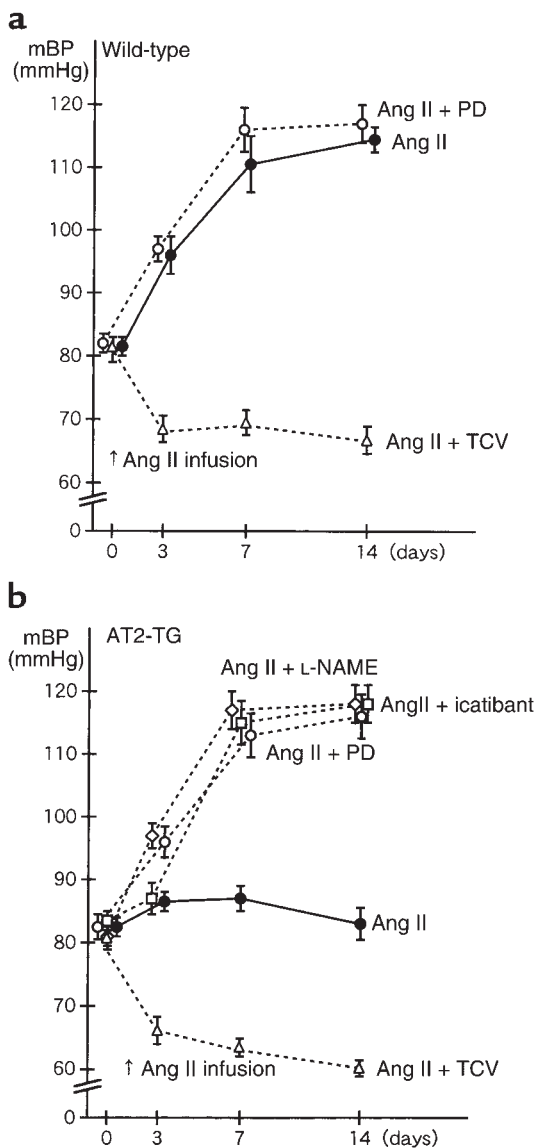 a
mBP Wild-type
(mmHg)
120
Ang II + PD
Ang II
110
100
90
80
70
Ang II + TCV
↑ Ang II infusion
60
0
0 3 7 14 (days)
b
mBP AT2-TG
(mmHg)
Ang II + L-NAME
120
AngII + icatibant
Ang II + PD
110
100
90
Ang II
80
70
↑ Ang II infusion
Ang II + TCV
60
0
0 3 7 14 (days)